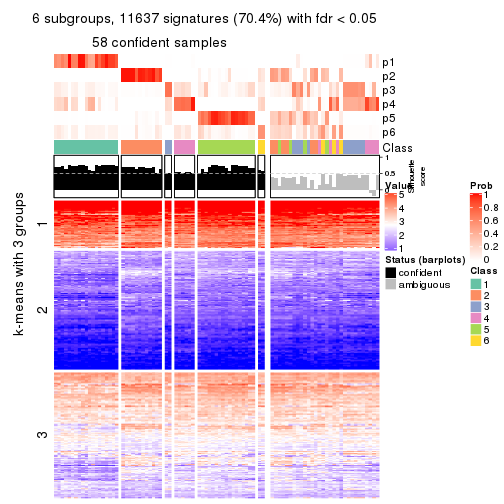 6 subgroups, 11637 signatures (70.4%) with fdr < 0.05
58 confident samples
p1
p2
p3
p4
p5
p6
Class
1
0.5
0
Silhouette
score
k-means with 3 groups
1
2
3
Value
5
4
3
2
1
Status (barplots)
confident
ambiguous
Prob
1
0.8
0.6
0.4
0.2
0
Class
1
2
3
4
5
6